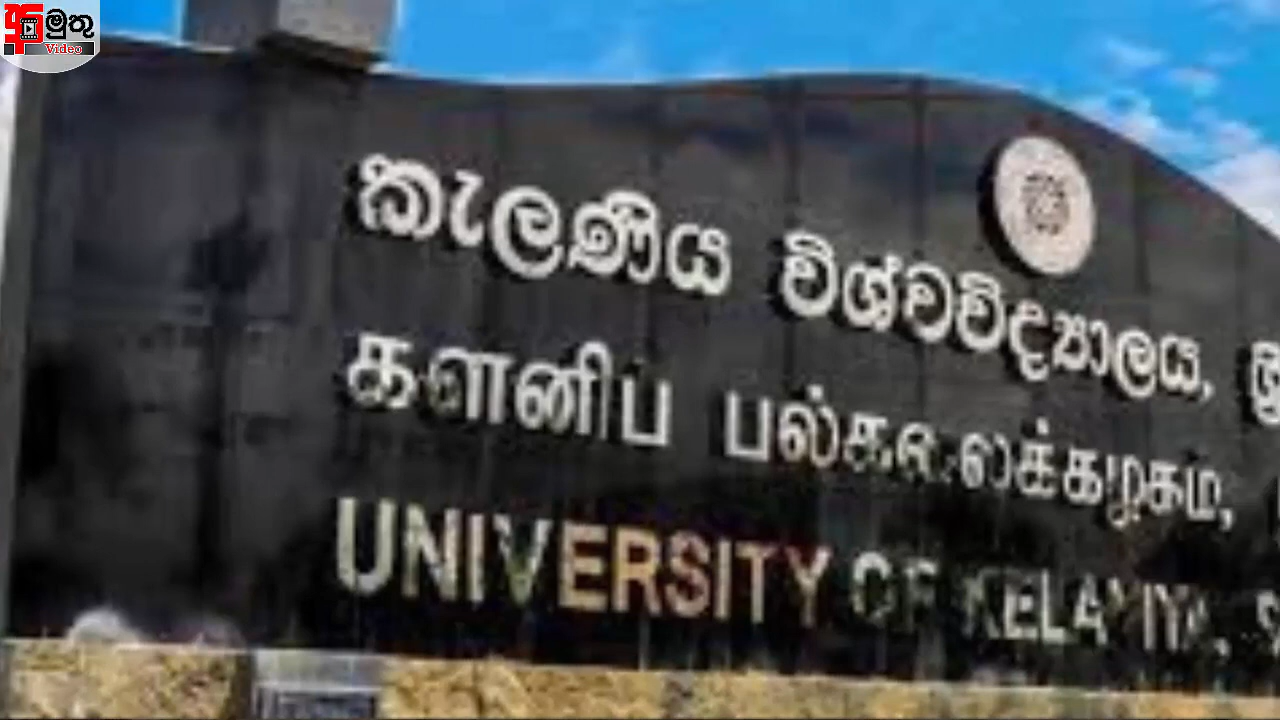 මුතු
Video
කැලණිය විශ්වවිද්‍යාලය,
களனிப பல்கலைக்கழகம்,
UNIVERSITY OF KELANIYA,